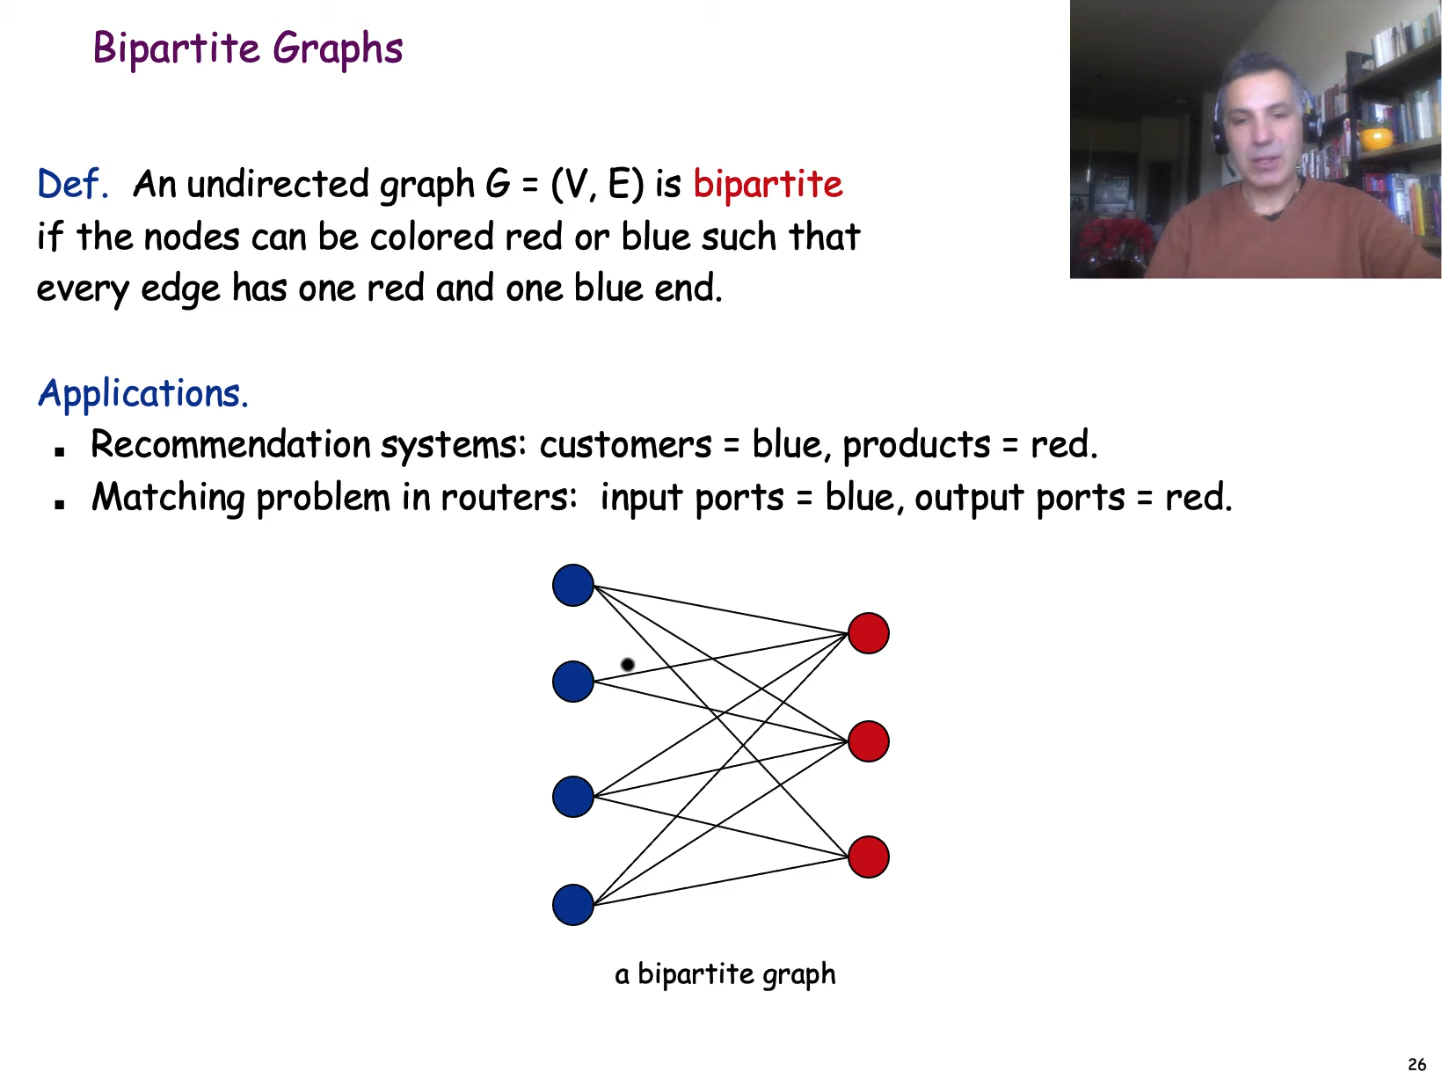 Bipartite Graphs
Def. An undirected graph G = (V, E) is bipartite
if the nodes can be colored red or blue such that
every edge has one red and one blue end.
Applications.
▪ Recommendation systems: customers = blue, products = red.
▪ Matching problem in routers: input ports = blue, output ports = red.
a bipartite graph
26